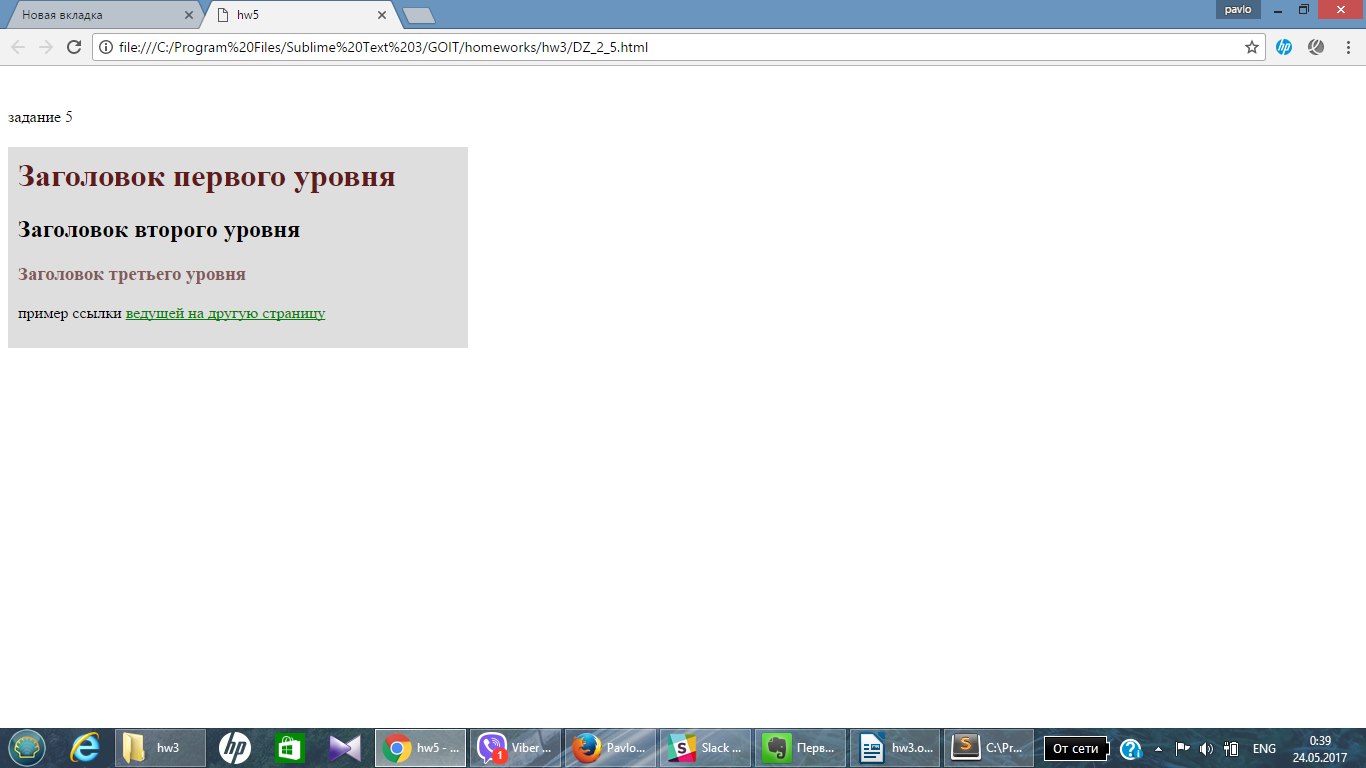 Новая вкладка
hw5
pavlo
file:///C:/Program%20Files/Sublime%20Text%203/GOIT/homeworks/hw3/DZ_2_5.html
hp
задание 5
Заголовок первого уровня
Заголовок второго уровня
Заголовок третьего уровня
пример ссылки ведущей на другую страницу
hw3
hp
hw5 - ...
1
Viber ...
Pavlo...
S
Slack ...
Перв...
hw3.o...
S
C:\Pr...
От сети
?
ENG
0:39
24.05.2017